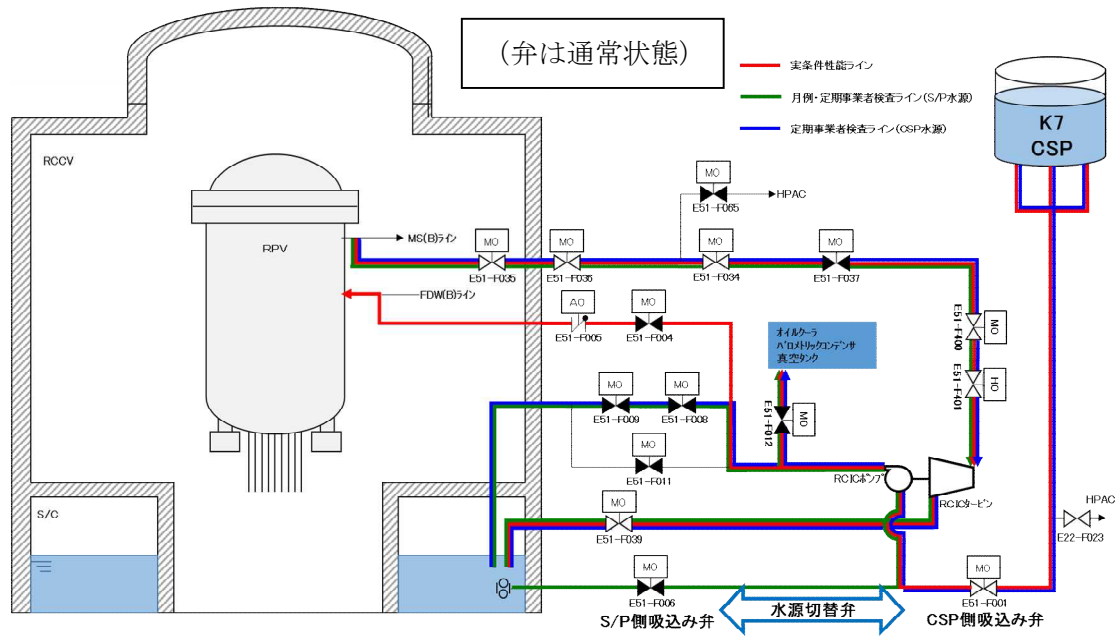 (弁は通常状態)
実条件性能ライン
月例・定期事業者検査ライン(S/P水源)
定期事業者検査ライン(CSP水源)
K7
CSP
RCCV
RPV
MS(B)ライン
FDW(B)ライン
MO
E51-F065
HPAC
MO
E51-F035
MO
E51-F036
MO
E51-F034
MO
E51-F037
AO
E51-F005
MO
E51-F004
オイルクーラ
バロメトリックコンデンサ
真空タンク
MO
E51-F400
HO
E51-F401
MO
E51-F009
MO
E51-F008
MO
E51-F012
MO
E51-F011
RCICポンプ
RCICタービン
S/C
MO
E51-F039
HPAC
E22-F023
MO
E51-F006
S/P側吸込み弁
水源切替弁
MO
E51-F001
CSP側吸込み弁